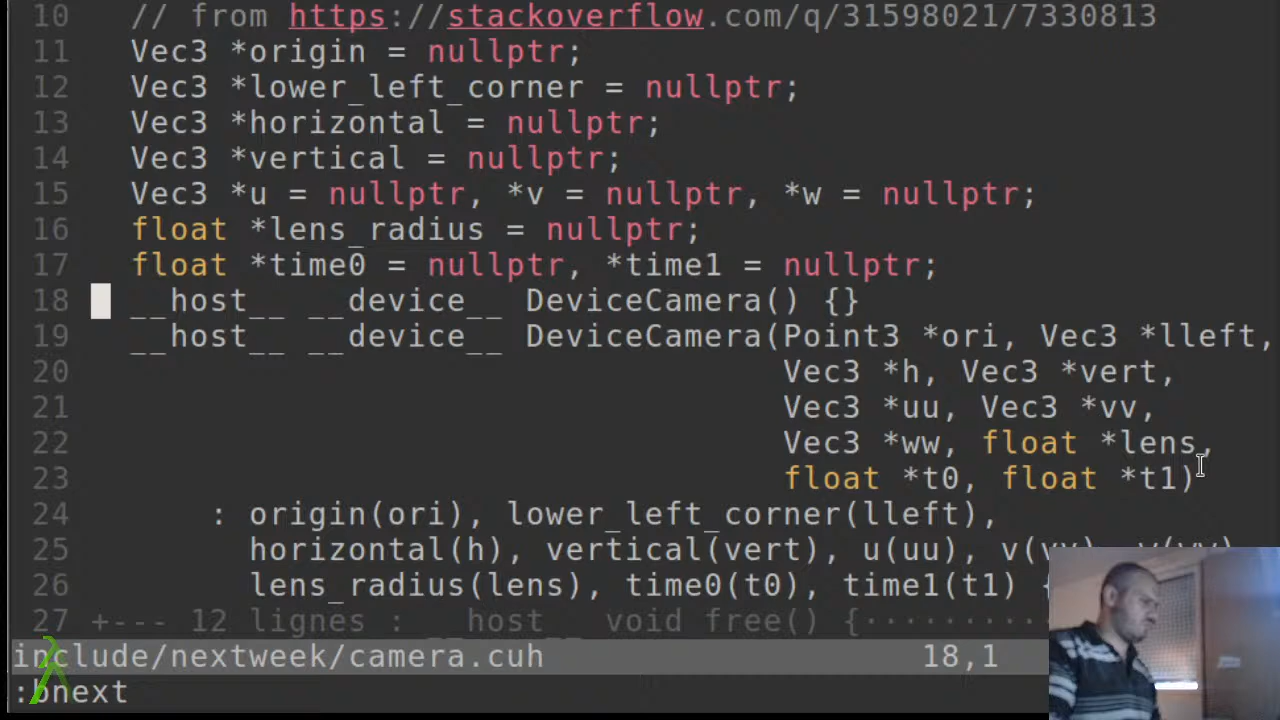 10 // from https://stackoverflow.com/q/31598021/7330813
11 Vec3 *origin = nullptr;
12 Vec3 *lower_left_corner = nullptr;
13 Vec3 *horizontal = nullptr;
14 Vec3 *vertical = nullptr;
15 Vec3 *u = nullptr, *v = nullptr, *w = nullptr;
16 float *lens_radius = nullptr;
17 float *time0 = nullptr, *time1 = nullptr;
18 __host__ __device__ DeviceCamera() {}
19 __host__ __device__ DeviceCamera(Point3 *ori, Vec3 *lleft,
20 Vec3 *h, Vec3 *vert,
21 Vec3 *uu, Vec3 *vv,
22 Vec3 *ww, float *lens,
23 float *t0, float *t1)
24 : origin(ori), lower_left_corner(lleft),
25 horizontal(h), vertical(vert), u(uu),
26 lens_radius(lens), time0(t0), time1(t1) {
27 +--- 12 lignes : __host__ void free() {··········
include/nextweek/camera.cuh 18,1
:bnext